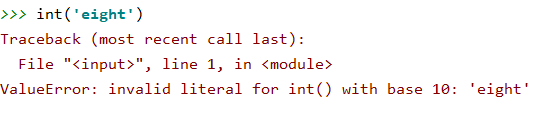 >>> int('eight')
Traceback (most recent call last):
  File "<input>", line 1, in <module>
ValueError: invalid literal for int() with base 10: 'eight'